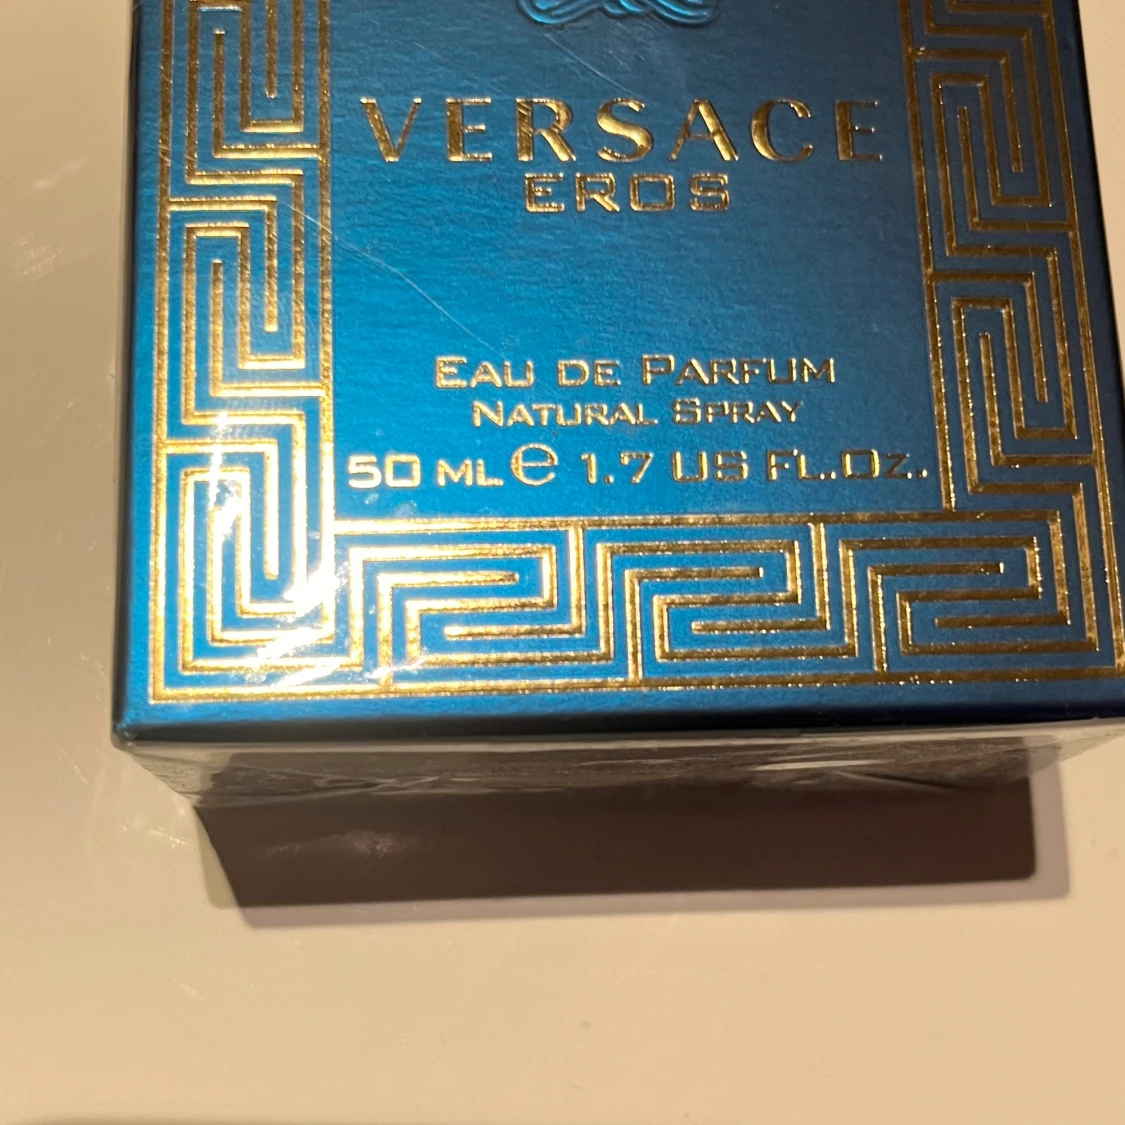 VERSACE
EROS
EAU DE PARFUM
NATURAL SPRAY
50 ML ℮ 1.7 US FL.OZ.